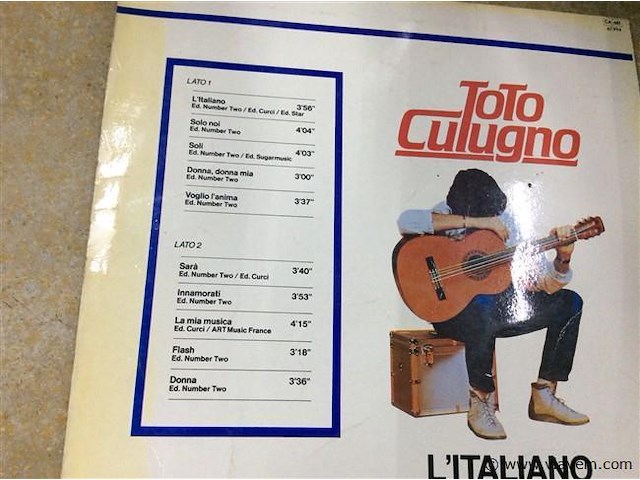 LATO 1
L'Italiano 3'56"
Ed. Number Two / Ed. Curci / Ed. Star
Solo noi 4'04"
Ed. Number Two
Soli 4'03"
Ed. Number Two / Ed. Sugarmusic
Donna, donna mia 3'00"
Ed. Number Two
Voglio l'anima 3'37"
Ed. Number Two
LATO 2
Sarà 3'40"
Ed. Number Two / Ed. Curci
Innamorati 3'53"
Ed. Number Two
La mia musica 4'15"
Ed. Curci / ART Music France
Flash 3'18"
Ed. Number Two
Donna 3'36"
Ed. Number Two
TOTO
CUTUGNO
L'ITALIANO